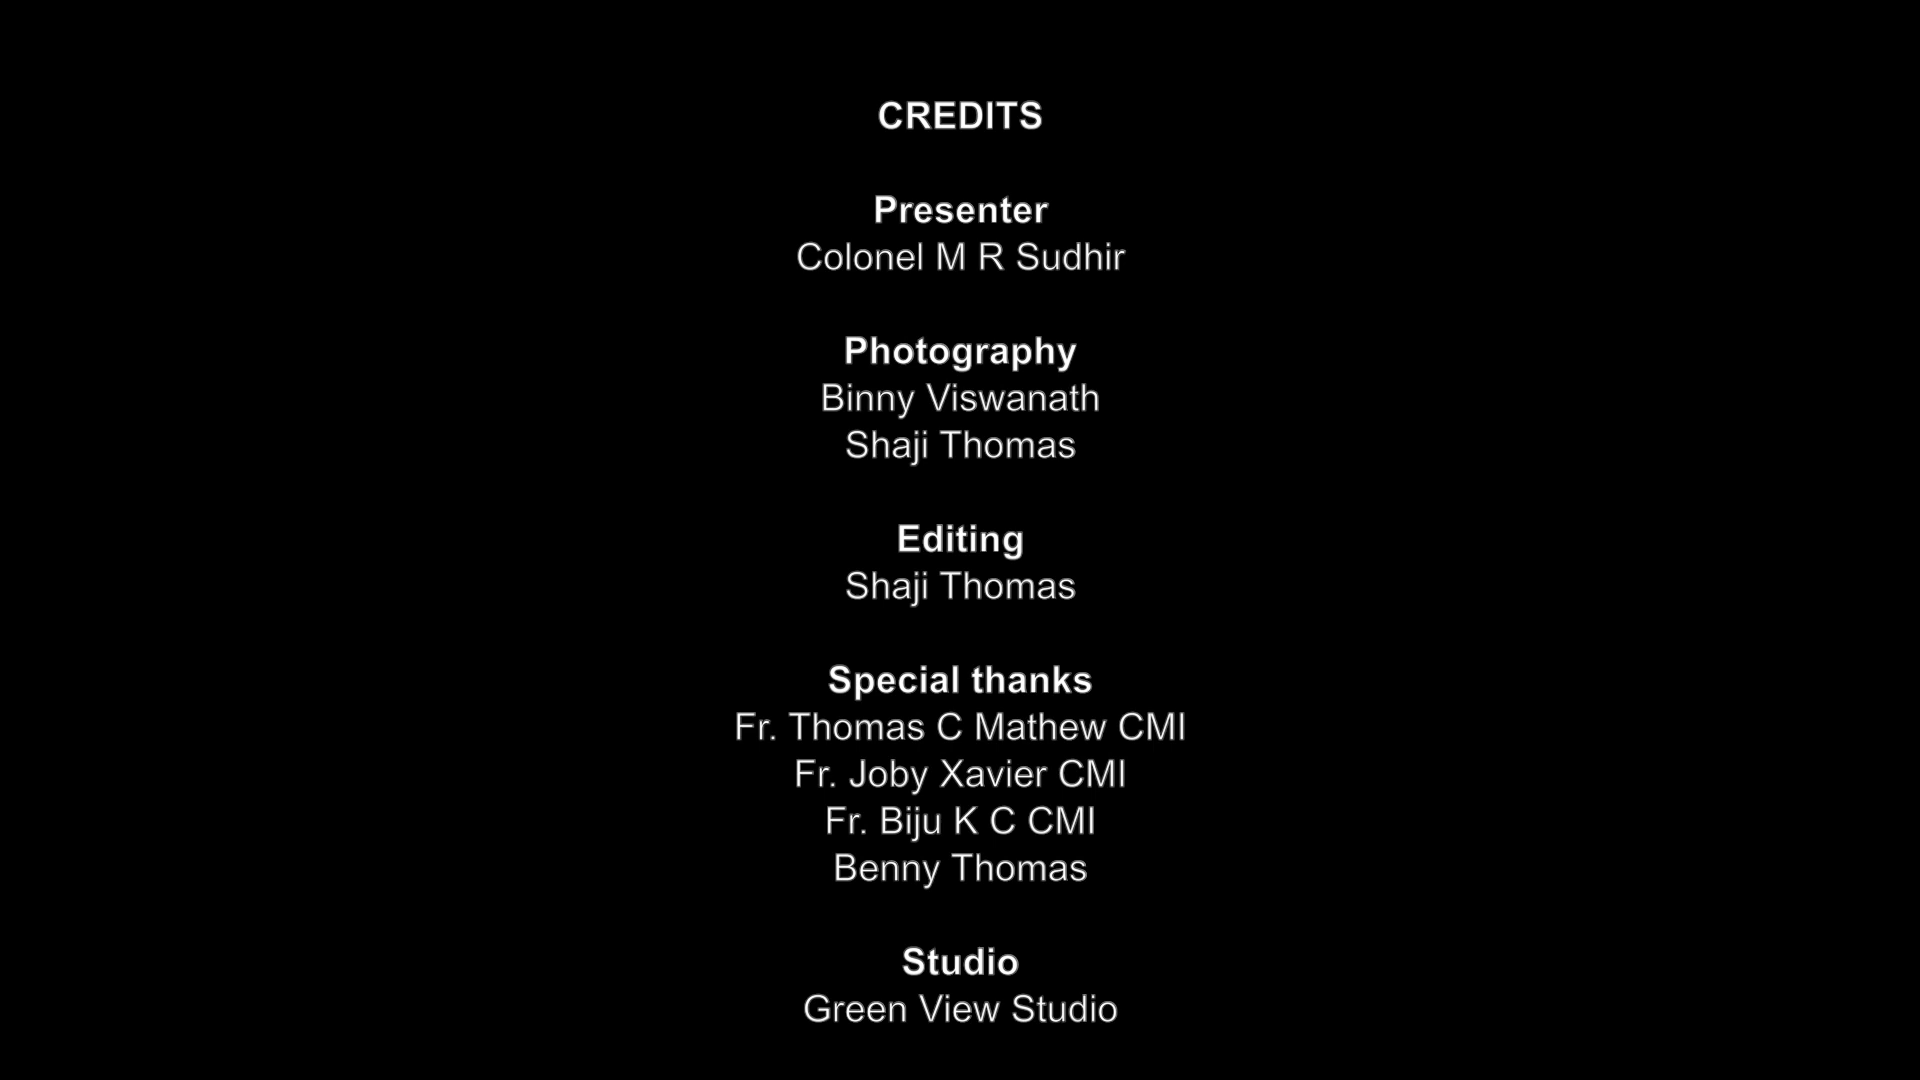 CREDITS
Presenter
Colonel M R Sudhir
Photography
Binny Viswanath
Shaji Thomas
Editing
Shaji Thomas
Special thanks
Fr. Thomas C Mathew CMI
Fr. Joby Xavier CMI
Fr. Biju K C CMI
Benny Thomas
Studio
Green View Studio